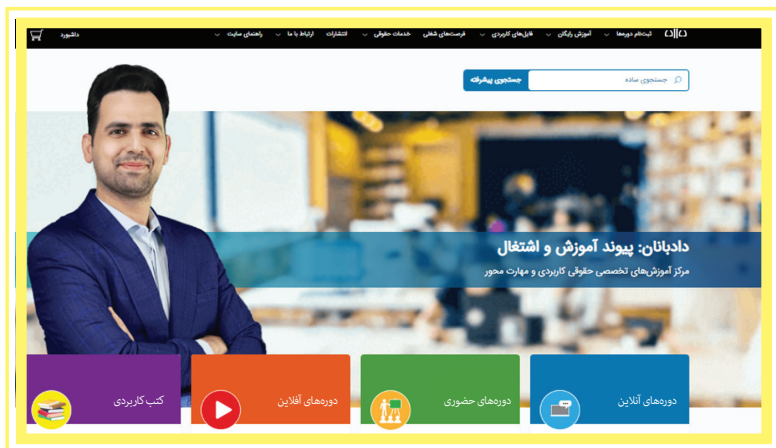 ثبت‌نام دوره‌ها آموزش رایگان فایل‌های کاربردی فرصت‌های شغلی خدمات حقوقی انتشارات ارتباط با ما راهنمای سایت داشبورد
جستجوی ساده جستجوی پیشرفته
دادبانان: پیوند آموزش و اشتغال
مرکز آموزش‌های تخصصی حقوقی کاربردی و مهارت محور
دوره‌های آنلاین دوره‌های حضوری دوره‌های آفلاین کتب کاربردی